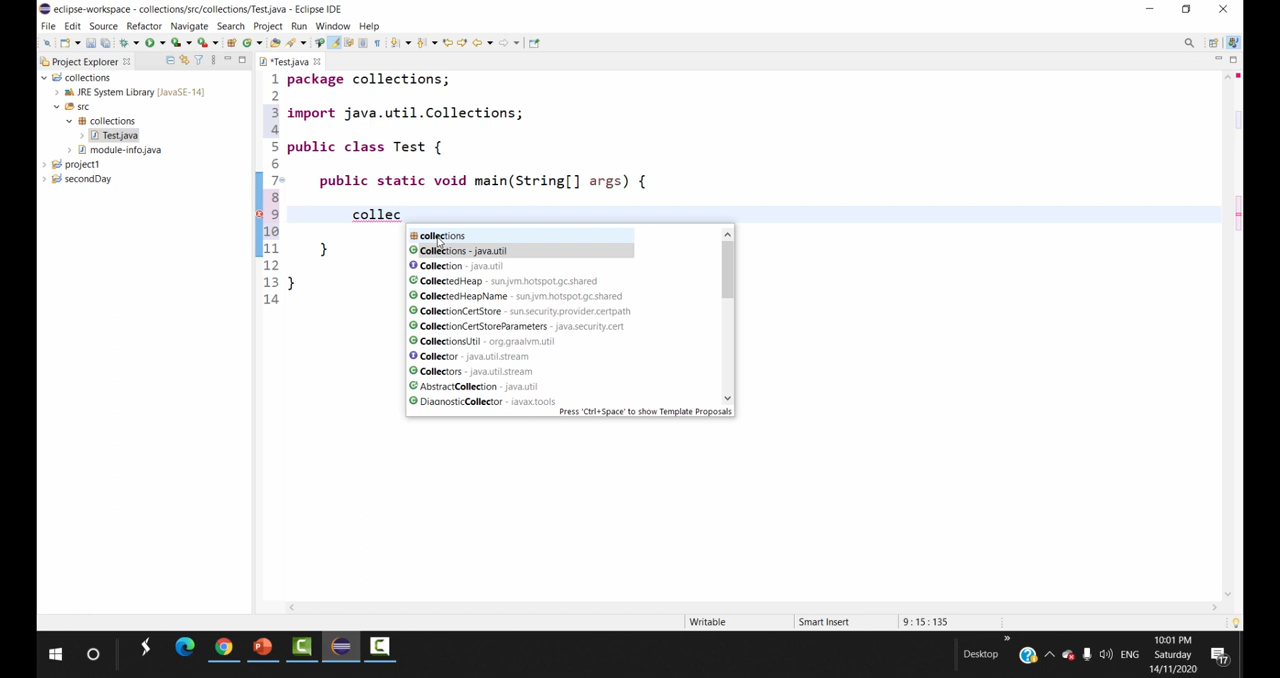 eclipse-workspace - collections/src/collections/Test.java - Eclipse IDE
File Edit Source Refactor Navigate Search Project Run Window Help
Project Explorer
*Test.java
collections
JRE System Library [JavaSE-14]
src
collections
Test.java
module-info.java
project1
secondDay
1 package collections;
2
3 import java.util.Collections;
4
5 public class Test {
6
7 public static void main(String[] args) {
8
9 collec
10
11 }
12
13 }
14
collections
Collections - java.util
Collection - java.util
CollectedHeap - sun.jvm.hotspot.gc.shared
CollectedHeapName - sun.jvm.hotspot.gc.shared
CollectionCertStore - sun.security.provider.certpath
CollectionCertStoreParameters - java.security.cert
CollectionsUtil - org.graalvm.util
Collector - java.util.stream
Collectors - java.util.stream
AbstractCollection - java.util
DiagnosticCollector - javax.tools
Press 'Ctrl+Space' to show Template Proposals
Writable Smart Insert 9 : 15 : 135
Desktop » ENG 10:01 PM
Saturday
14/11/2020
17